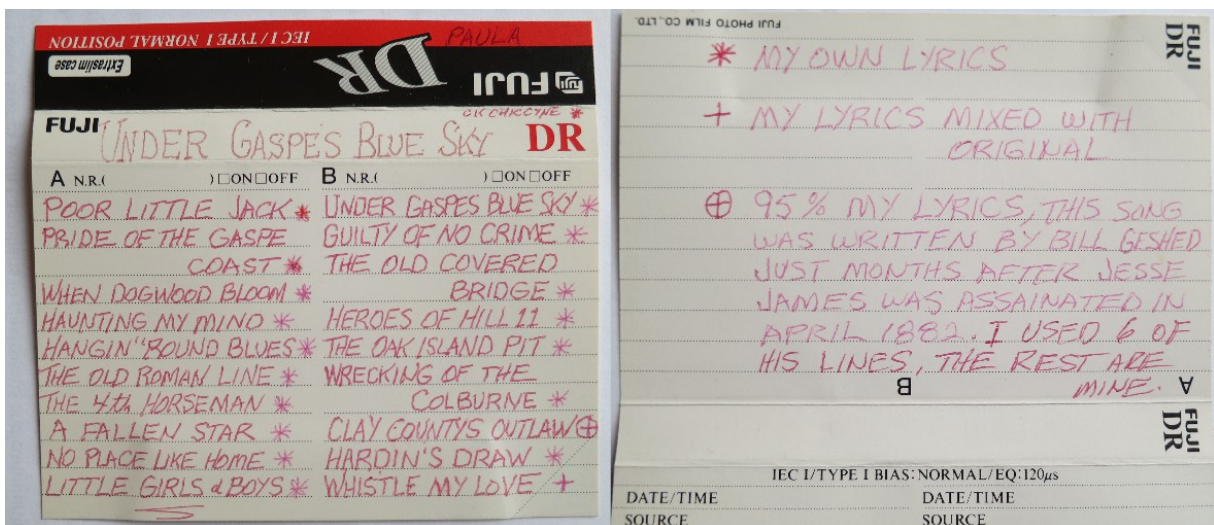 IEC I / TYPE I NORMAL POSITION
PAULA
Extraslim case
DR
FUJI
FUJI
UNDER GASPE'S BLUE SKY
DR
A N.R.( ) □ON□OFF
POOR LITTLE JACK *
PRIDE OF THE GASPE
COAST *
WHEN DOGWOOD BLOOM *
HAUNTING MY MIND *
HANGIN" ROUND BLUES *
THE OLD ROMAN LINE *
THE 4th HORSEMAN *
A FALLEN STAR *
NO PLACE LIKE HOME *
LITTLE GIRLS & BOYS *
B N.R.( ) □ON□OFF
UNDER GASPES BLUE SKY *
GUILTY OF NO CRIME *
THE OLD COVERED
BRIDGE *
HEROES OF HILL 11 *
THE OAK ISLAND PIT *
WRECKING OF THE
COLBURNE *
CLAY COUNTYS OUTLAW ⊕
HARDIN'S DRAW *
WHISTLE MY LOVE +
FUJI PHOTO FILM CO., LTD.
FUJI
DR
* MY OWN LYRICS
+ MY LYRICS MIXED WITH
ORIGINAL
⊕ 95% MY LYRICS, THIS SONG
WAS WRITTEN BY BILL GESHED
JUST MONTHS AFTER JESSE
JAMES WAS ASSAINATED IN
APRIL 1882. I USED 6 OF
HIS LINES, THE REST ARE
MINE.
B
A
FUJI
DR
IEC I/TYPE I BIAS:NORMAL/EQ:120µs
DATE/TIME
DATE/TIME
SOURCE
SOURCE